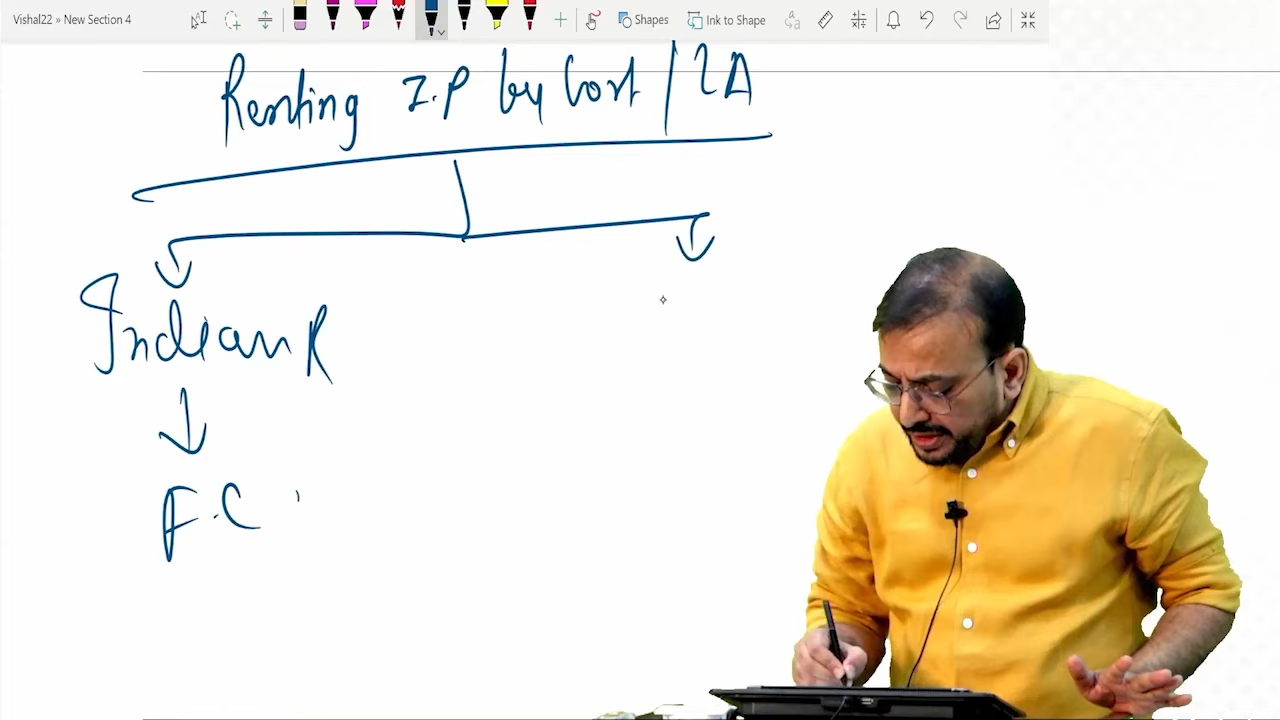 Vishal22 » New Section 4
Shapes
Ink to Shape
Renting I.P by Govt / LA
Indian R
F.C